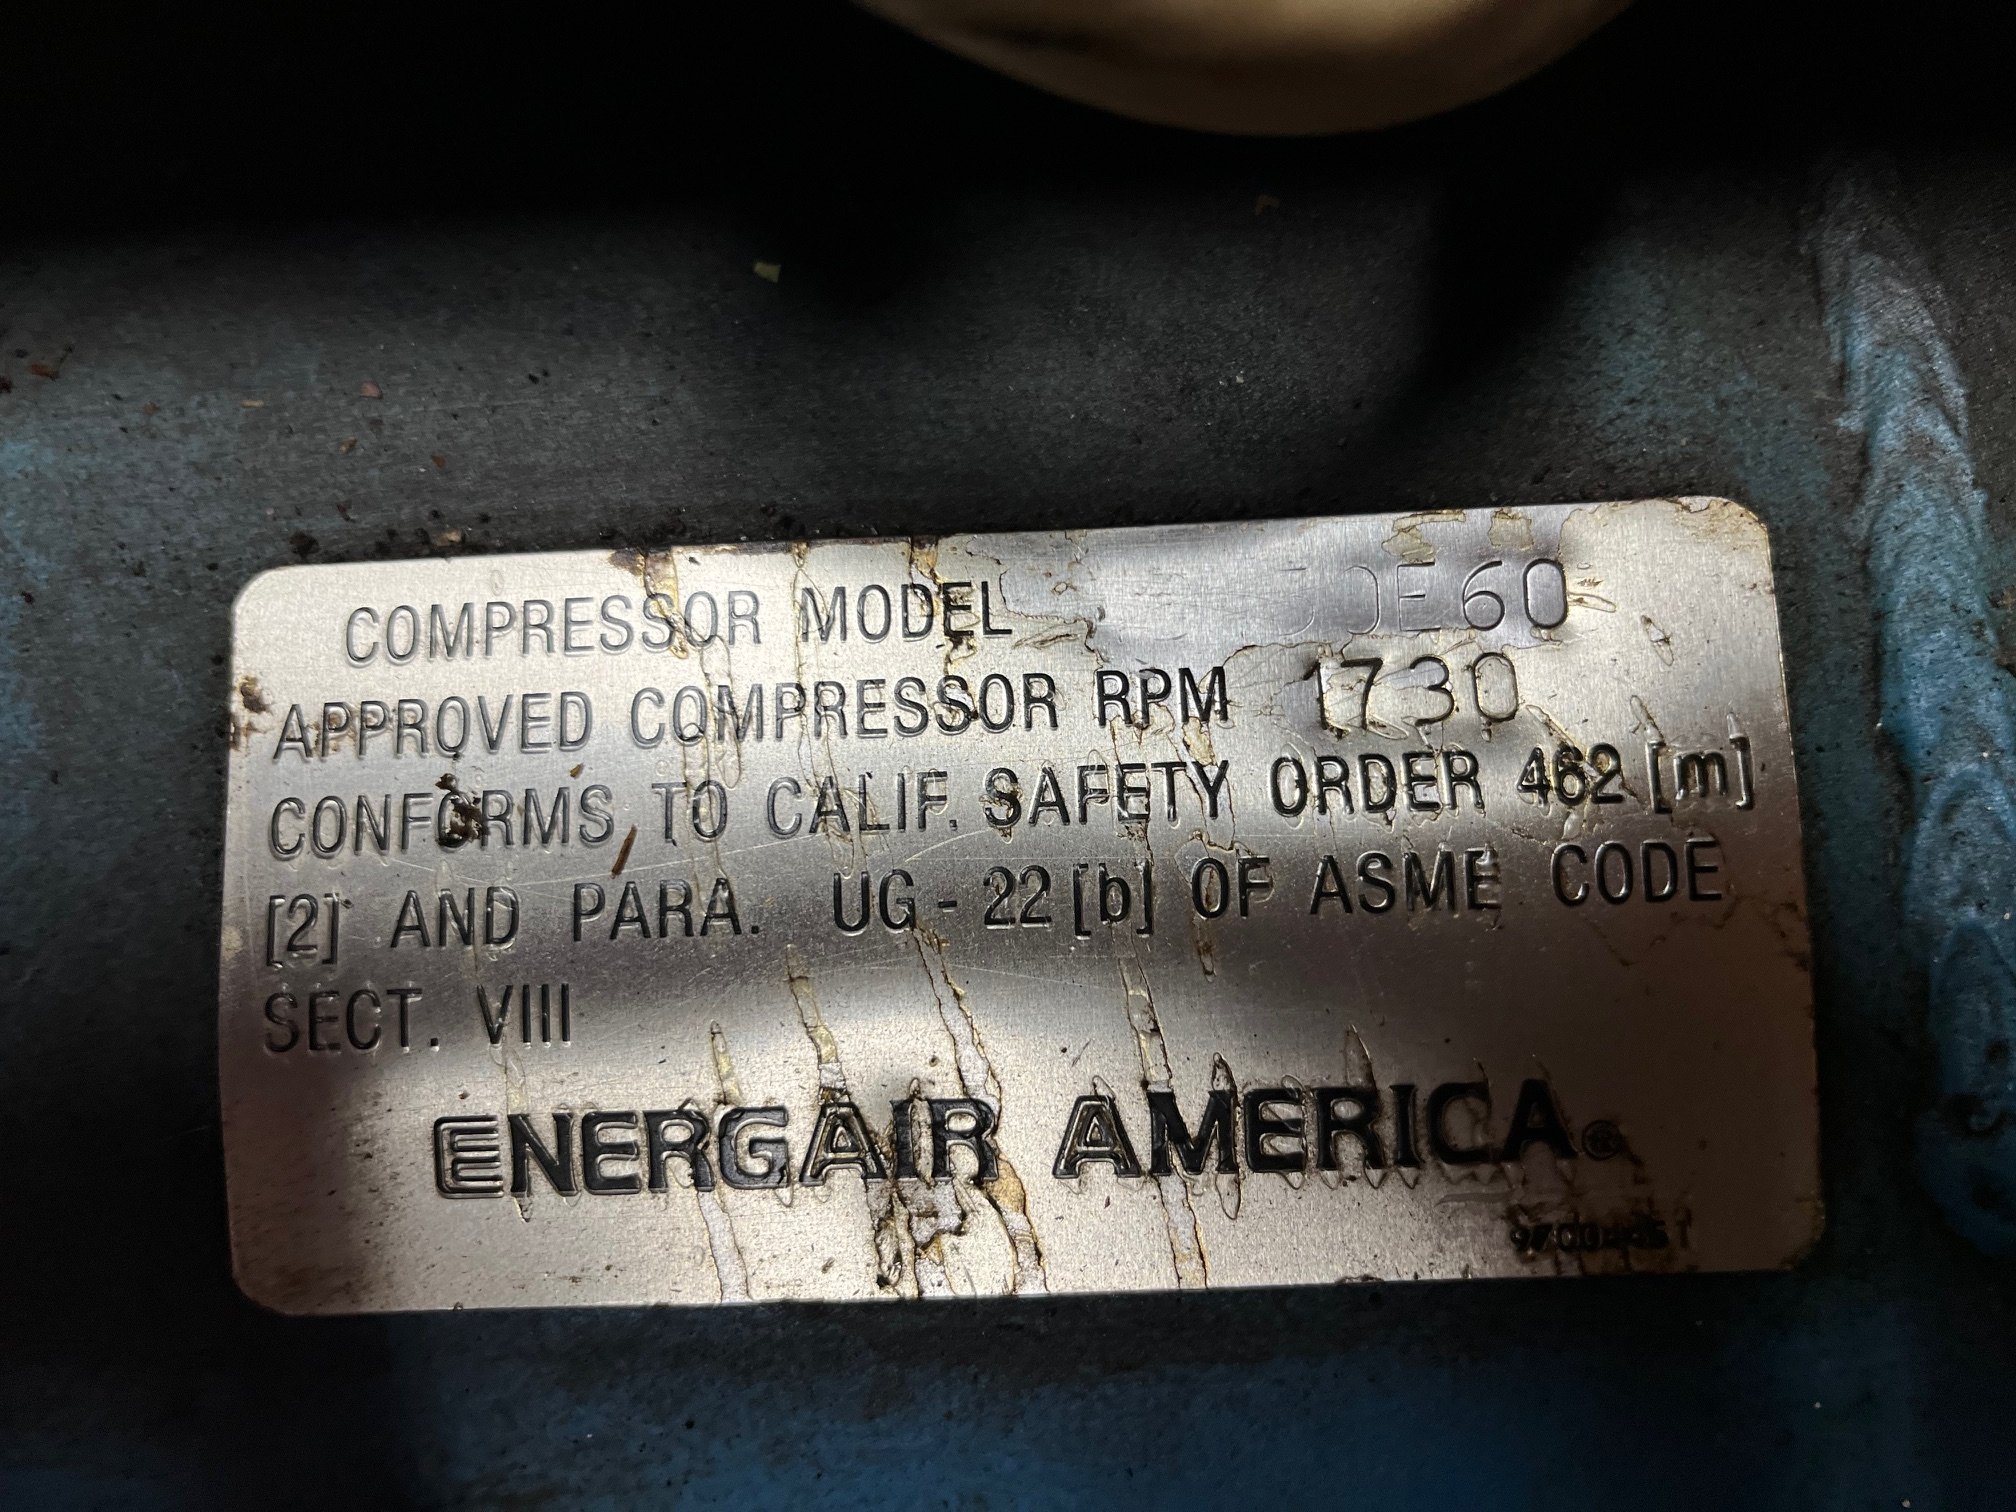 COMPRESSOR MODEL
APPROVED COMPRESSOR RPM 1730
CONFORMS TO CALIF. SAFETY ORDER 462 [m]
[2] AND PARA. UG-22 [b] OF ASME CODE
SECT. VIII
ENERGAIR AMERICA®